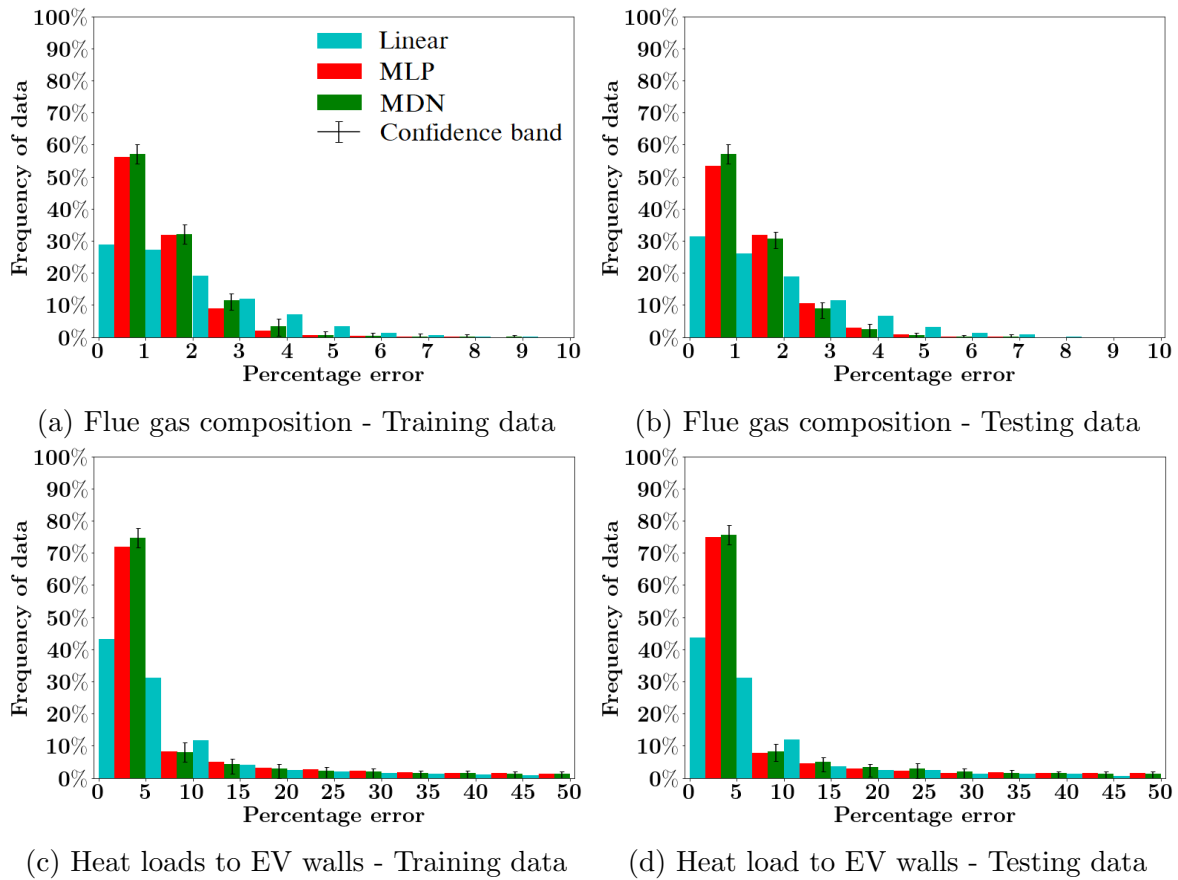 100%
90%
80%
70%
60%
50%
40%
30%
20%
10%
0%
Frequency of data
Linear
MLP
MDN
Confidence band
0 1 2 3 4 5 6 7 8 9 10
Percentage error
(a) Flue gas composition - Training data
100%
90%
80%
70%
60%
50%
40%
30%
20%
10%
0%
Frequency of data
0 1 2 3 4 5 6 7 8 9 10
Percentage error
(b) Flue gas composition - Testing data
100%
90%
80%
70%
60%
50%
40%
30%
20%
10%
0%
Frequency of data
0 5 10 15 20 25 30 35 40 45 50
Percentage error
(c) Heat loads to EV walls - Training data
100%
90%
80%
70%
60%
50%
40%
30%
20%
10%
0%
Frequency of data
0 5 10 15 20 25 30 35 40 45 50
Percentage error
(d) Heat load to EV walls - Testing data